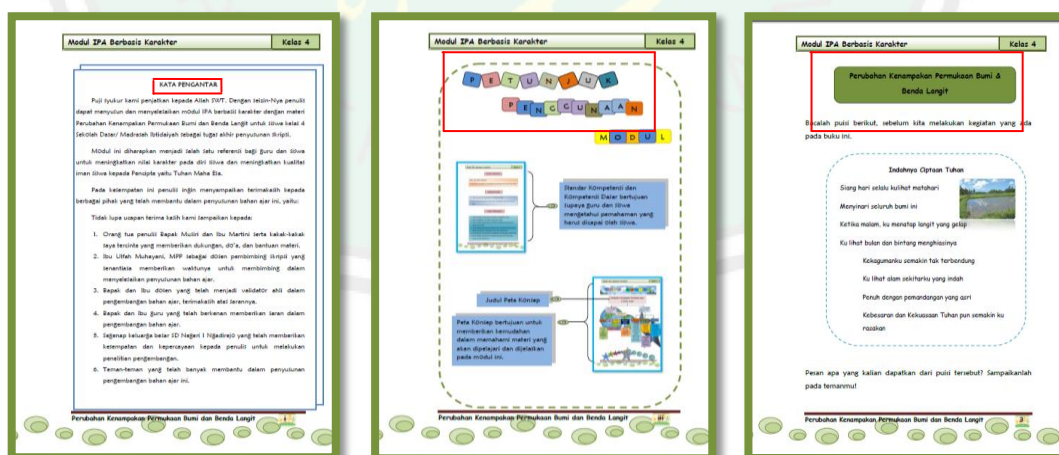 Modul IPA Berbasis Karakter Kelas 4
KATA PENGANTAR
Puji syukur kami penjatkan kepada Allah SWT. Dengan seizin-Nya penulis
dapat menyusun dan menyelesaikan modul IPA berbasis karakter dengan materi
Perubahan Kenampakan Permukaan Bumi dan Benda Langit untuk siswa kelas 4
Sekolah Dasar/ Madrasah Ibtidaiyah sebagai tugas akhir penyusunan skripsi.
Modul ini diharapkan menjadi salah satu referensi bagi guru dan siswa
untuk meningkatkan nilai karakter pada diri siswa dan meningkatkan kualitas
iman siswa kepada Pencipta yaitu Tuhan Maha Esa.
Pada kesempatan ini penulis ingin menyampaikan terimakasih kepada
berbagai pihak yang telah membantu dalam penyusunan bahan ajar ini, yaitu:
Tidak lupa ucapan terima kasih kami sampaikan kepada:
1. Orang tua penulis Bapak Mulsri dan Ibu Martini serta kakak-kakak
saya tercinta yang memberikan dukungan, do'a, dan bantuan materi.
2. Ibu Ulfah Muhayani, MPP sebagai dosen pembimbing skripsi yang
senantiasa memberikan waktunya untuk membimbing dalam
menyelesaikan penyusunan bahan ajar.
3. Bapak dan Ibu dosen yang telah menjadi validator ahli dalam
pengembangan bahan ajar, terimakasih atas sarannya.
4. Bapak dan Ibu guru yang telah berkenan memberikan saran dalam
pengembangan bahan ajar.
5. Segenap keluarga besar SD Negeri 1 Ngadirejo yang telah memberikan
kesempatan dan kepercayaan kepada penulis untuk melakukan
penelitian pengembangan.
6. Teman-teman yang telah banyak membantu dalam penyusunan
pengembangan bahan ajar ini.
Perubahan Kenampakan Permukaan Bumi dan Benda Langit
Modul IPA Berbasis Karakter Kelas 4
PETUNJUK
PENGGUNAAN
MODUL
Standar Kompetensi dan
Kompetensi Dasar bertujuan
supaya guru dan siswa
mengetahui pemahaman yang
harus dicapai oleh siswa.
Judul Peta Konsep
Peta Konsep bertujuan untuk
memberikan kemudahan
dalam memahami materi yang
akan dipelajari dan dijelaskan
pada modul ini.
Perubahan Kenampakan Permukaan Bumi dan Benda Langit
Modul IPA Berbasis Karakter Kelas 4
Perubahan Kenampakan Permukaan Bumi &
Benda Langit
Bacalah puisi berikut, sebelum kita melakukan kegiatan yang ada
pada buku ini.
Indahnya Ciptaan Tuhan
Siang hari selalu kulihat matahari
Menyinari seluruh bumi ini
Ketika malam, ku menatap langit yang gelap
Ku lihat bulan dan bintang menghiasinya
Kekagumanku semakin tak terbendung
Ku lihat alam sekitarku yang indah
Penuh dengan pemandangan yang asri
Kebesaran dan Kekuasaan Tuhan pun semakin ku
rasakan
Pesan apa yang kalian dapatkan dari puisi tersebut? Sampaikanlah
pada temanmu!
Perubahan Kenampakan Permukaan Bumi dan Benda Langit